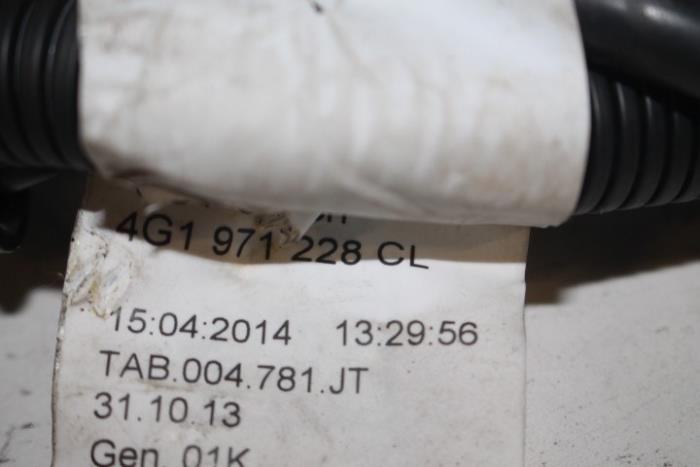 4G1 971 228 CL
15:04:2014 13:29:56
TAB.004.781.JT
31.10.13
Gen. 01K